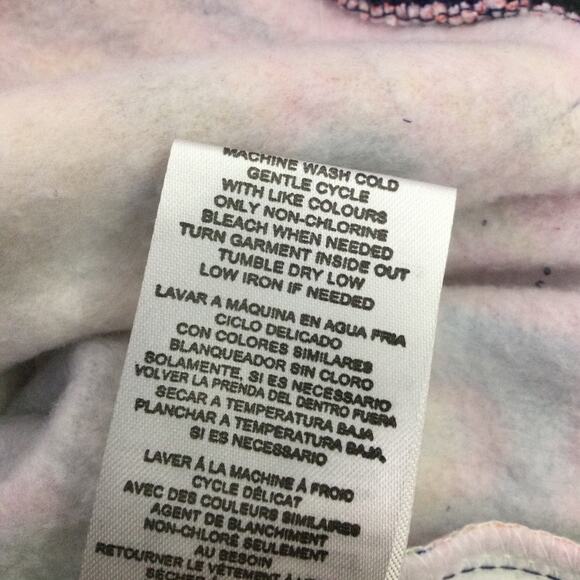 MACHINE WASH COLD
GENTLE CYCLE
WITH LIKE COLOURS
ONLY NON-CHLORINE
BLEACH WHEN NEEDED
TURN GARMENT INSIDE OUT
TUMBLE DRY LOW
LOW IRON IF NEEDED
LAVAR A MÁQUINA EN AGUA FRIA
CICLO DELICADO
CON COLORES SIMILARES
BLANQUEADOR SIN CLORO
SOLAMENTE, SI ES NECESSARIO
VOLVER LA PRENDA DEL DENTRO FUERA
SECAR A TEMPERATURA BAJA
PLANCHAR A TEMPERATURA BAJA,
SI ES NECESSARIO
LAVER Á LA MACHINE Á FROID
CYCLE DÉLICAT
AVEC DES COULEURS SIMILAIRES
AGENT DE BLANCHIMENT
NON-CHLORÉ SEULEMENT
AU BESOIN
RETOURNER LE VÊTEMENT À
SÉCHER